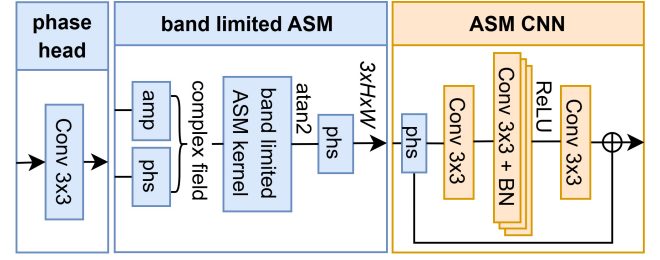 phase
head
band limited ASM
ASM CNN
Conv 3x3
amp
phs
complex field
band limited
ASM kernel
atan2
phs
3xHxW
phs
Conv 3x3
Conv 3x3 + BN
ReLU
Conv 3x3